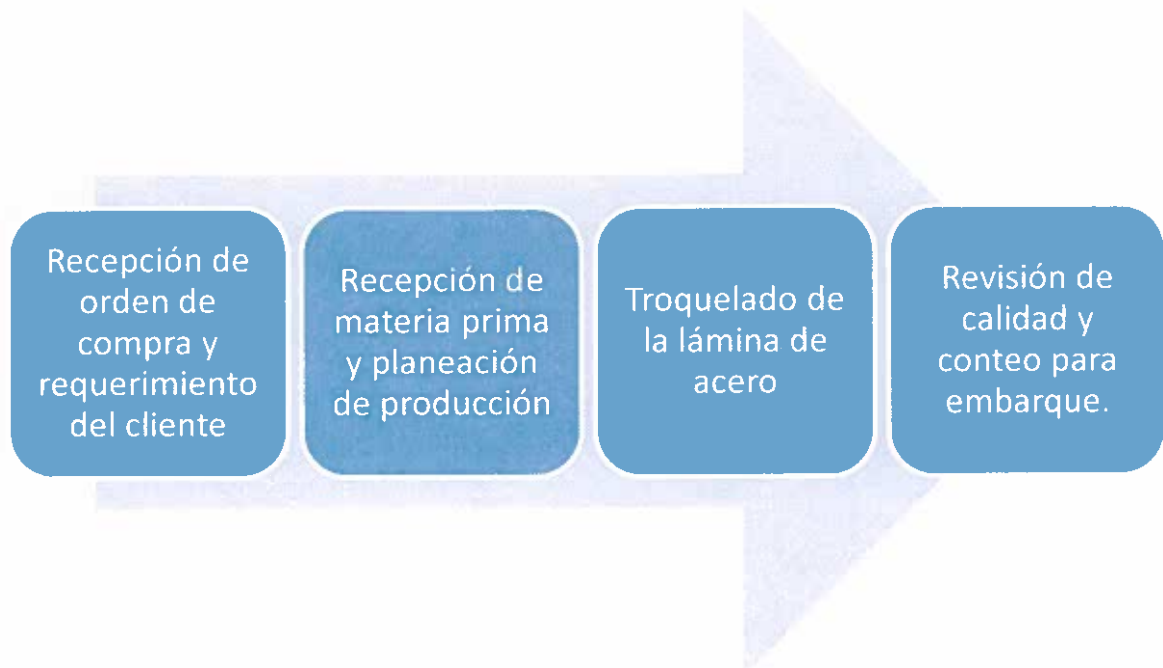 Recepción de
orden de
compra y
requerimiento
del cliente
Recepción de
materia prima
y planeación
de producción
Troquelado de
la lámina de
acero
Revisión de
calidad y
conteo para
embarque.